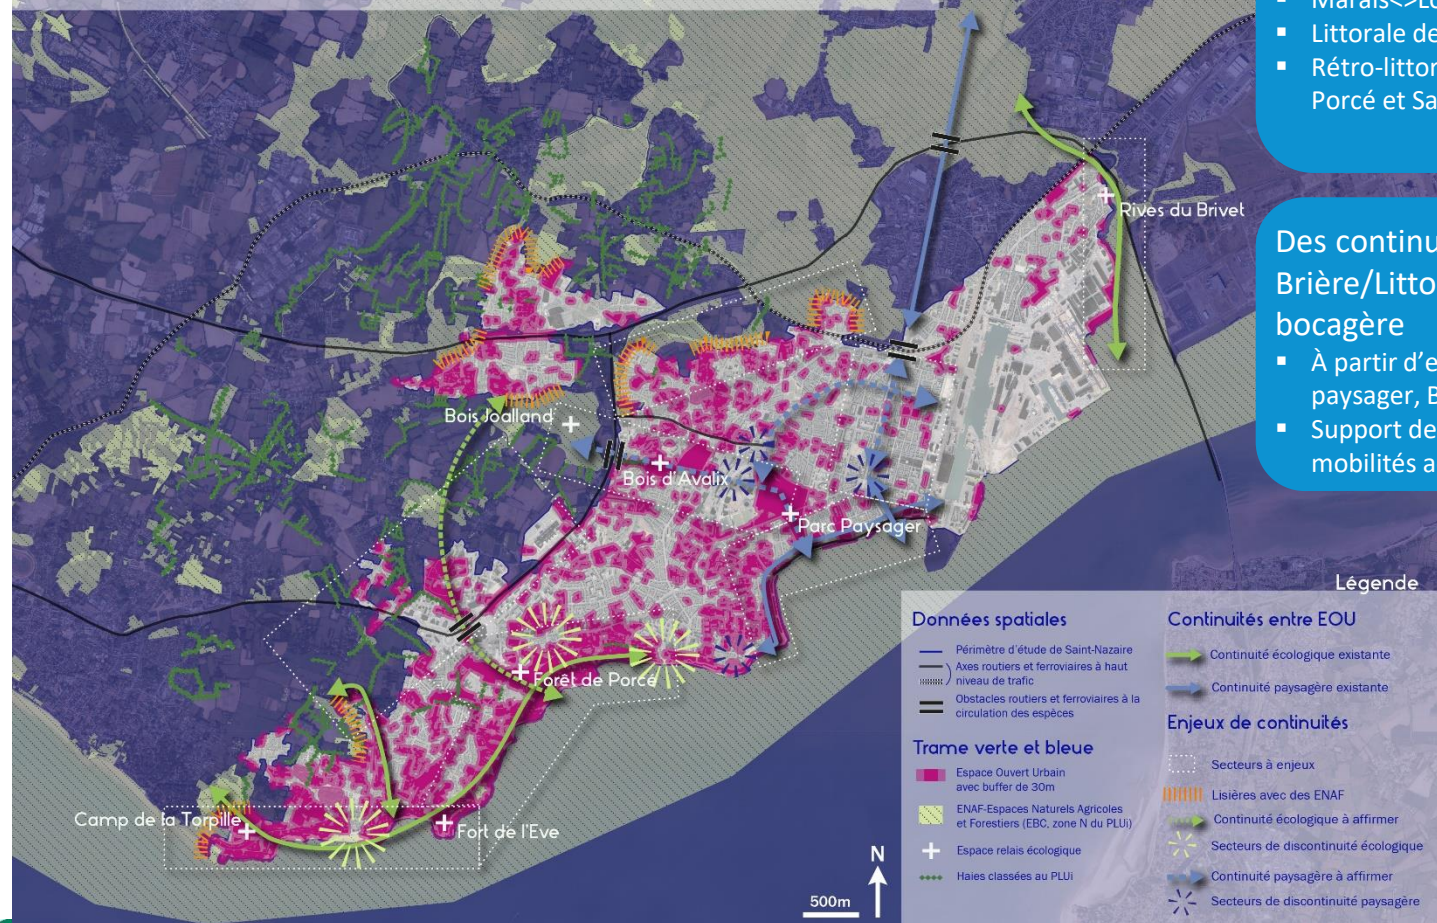 Marais<>Lo
Littorale de
Rétro-littor
Porcé et Sa
Des continu
Brière/Litto
bocagère
À partir d’e
paysager, B
Support de
mobilités a
Rives du Brivet
Bois Joalland
Bois d'Avalix
Parc Paysager
Forêt de Porcé
Camp de la Torpille
Fort de l'Eve
N
500m
Légende
Données spatiales
Périmètre d'étude de Saint-Nazaire
Axes routiers et ferroviaires à haut
niveau de trafic
Obstacles routiers et ferroviaires à la
circulation des espèces
Trame verte et bleue
Espace Ouvert Urbain
avec buffer de 30m
ENAF-Espaces Naturels Agricoles
et Forestiers (EBC, zone N du PLUi)
Espace relais écologique
Haies classées au PLUi
Continuités entre EOU
Continuité écologique existante
Continuité paysagère existante
Enjeux de continuités
Secteurs à enjeux
Lisières avec des ENAF
Continuité écologique à affirmer
Secteurs de discontinuité écologique
Continuité paysagère à affirmer
Secteurs de discontinuité paysagère